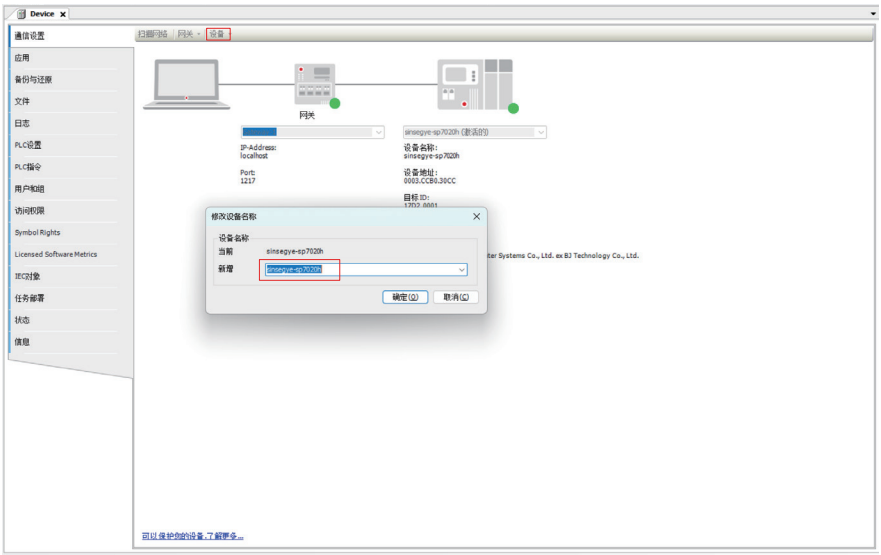 Device
通信设置
扫描网络 网关 设备
应用
备份与还原
文件
日志
PLC设置
PLC指令
用户和组
访问权限
Symbol Rights
Licensed Software Metrics
IEC对象
任务部署
状态
信息
网关
IP-Address:
localhost
Port:
1217
sinsegye-sp7020h (激活的)
设备名称:
sinsegye-sp7020h
设备地址:
0003.CCB0.30CC
目标ID:
17D2 0001
ter Systems Co., Ltd. ex BJ Technology Co., Ltd.
修改设备名称
设备名称
当前 sinsegye-sp7020h
新增 sinsegye-sp7020h
确定(O) 取消(C)
可以保护您的设备.了解更多...